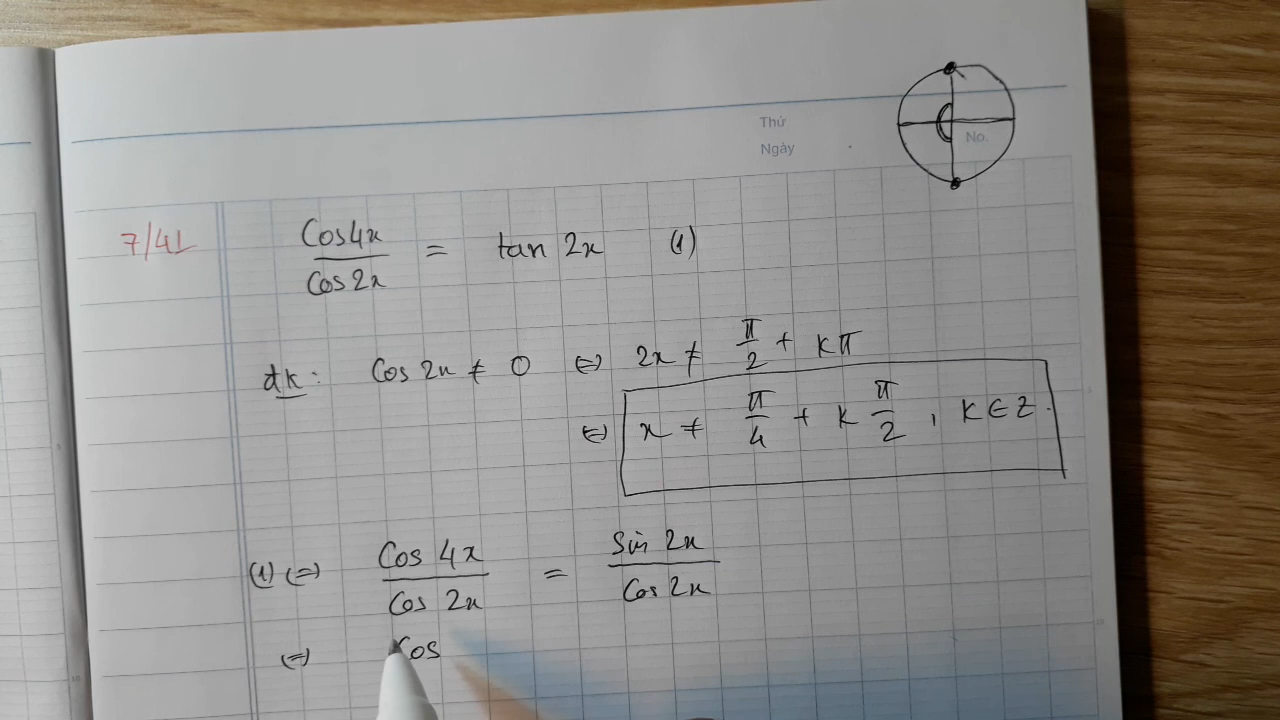 Thứ
Ngày
No.
7/41
Cos4x / Cos2x = tan 2x (1)
đk: Cos 2x ≠ 0 ⇔ 2x ≠ π/2 + kπ
⇔ x ≠ π/4 + k π/2 , k ∈ Z.
(1) ⇔ Cos 4x / Cos 2x = Sin 2x / Cos 2x
⇔ Cos